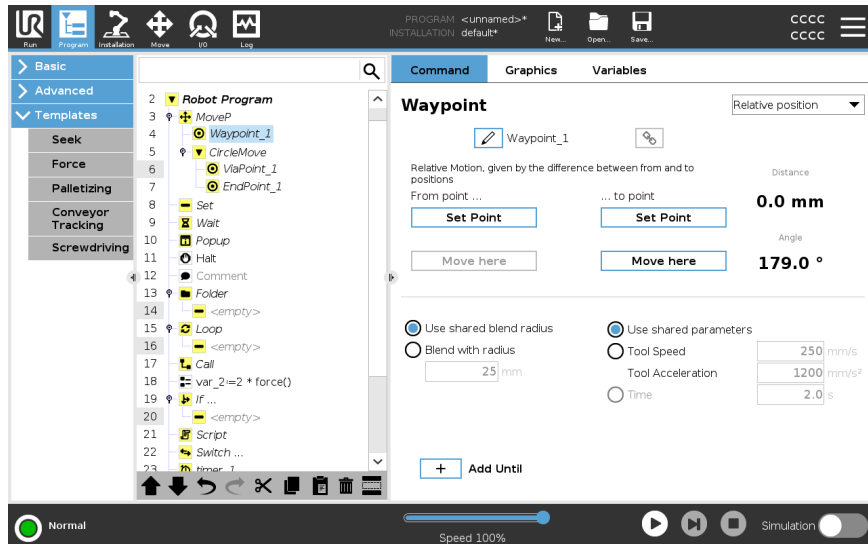 PROGRAM <unnamed>*
INSTALLATION default*
CCCC
CCCC
Run
Program
Installation
Move
I/O
Log
New...
Open...
Save...
Basic
Advanced
Templates
Seek
Force
Palletizing
Conveyor
Tracking
Screwdriving
2 Robot Program
3 MoveP
4 Waypoint_1
5 CircleMove
6 ViaPoint_1
7 EndPoint_1
8 Set
9 Wait
10 Popup
11 Halt
12 Comment
13 Folder
14 <empty>
15 Loop
16 <empty>
17 Call
18 var_2:=2 * force()
19 If ...
20 <empty>
21 Script
22 Switch ...
23 timer_1
Command Graphics Variables
Waypoint
Relative position
Waypoint_1
Relative Motion, given by the difference between from and to
positions
Distance
From point ... ... to point
0.0 mm
Set Point Set Point
Angle
Move here Move here
179.0 °
Use shared blend radius
Blend with radius
25 mm
Use shared parameters
Tool Speed 250 mm/s
Tool Acceleration 1200 mm/s²
Time 2.0 s
+ Add Until
Normal
Speed 100%
Simulation